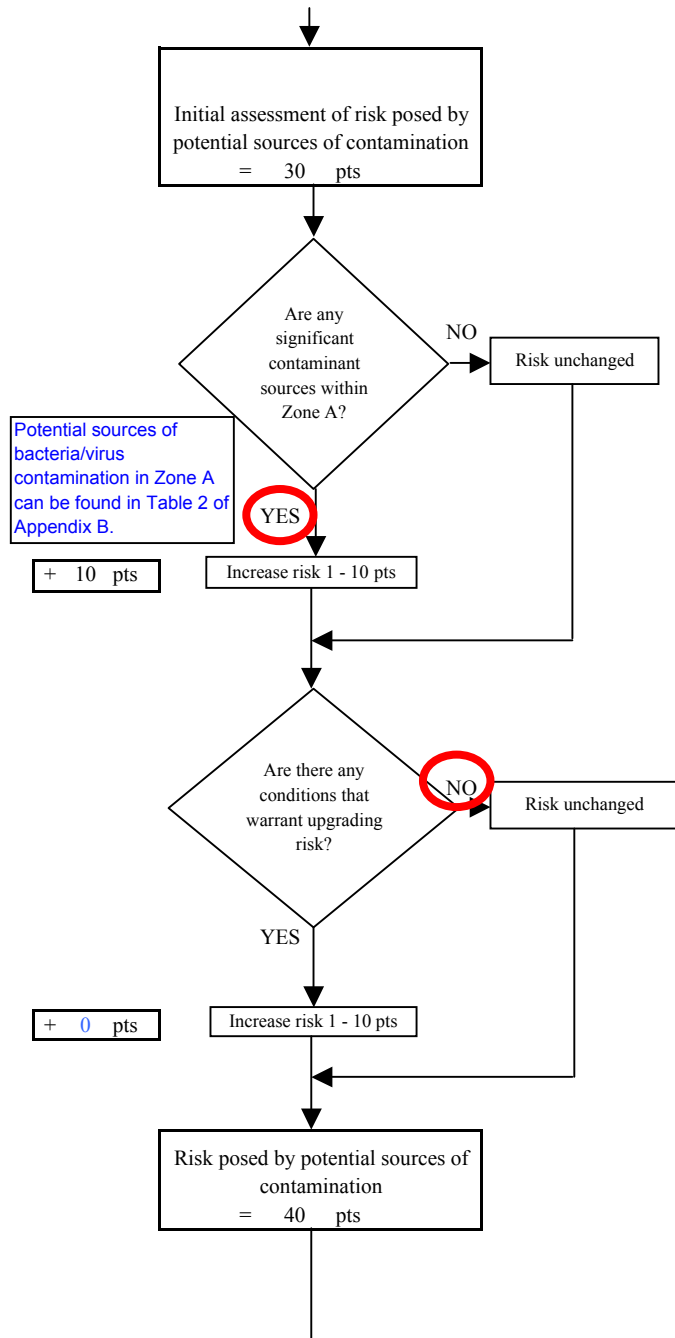 Initial assessment of risk posed by
potential sources of contamination
= 30 pts
Are any
significant
contaminant
sources within
Zone A?
NO
Risk unchanged
Potential sources of
bacteria/virus
contamination in Zone A
can be found in Table 2 of
Appendix B.
YES
+ 10 pts
Increase risk 1 - 10 pts
Are there any
conditions that
warrant upgrading
risk?
NO
Risk unchanged
YES
+ 0 pts
Increase risk 1 - 10 pts
Risk posed by potential sources of
contamination
= 40 pts